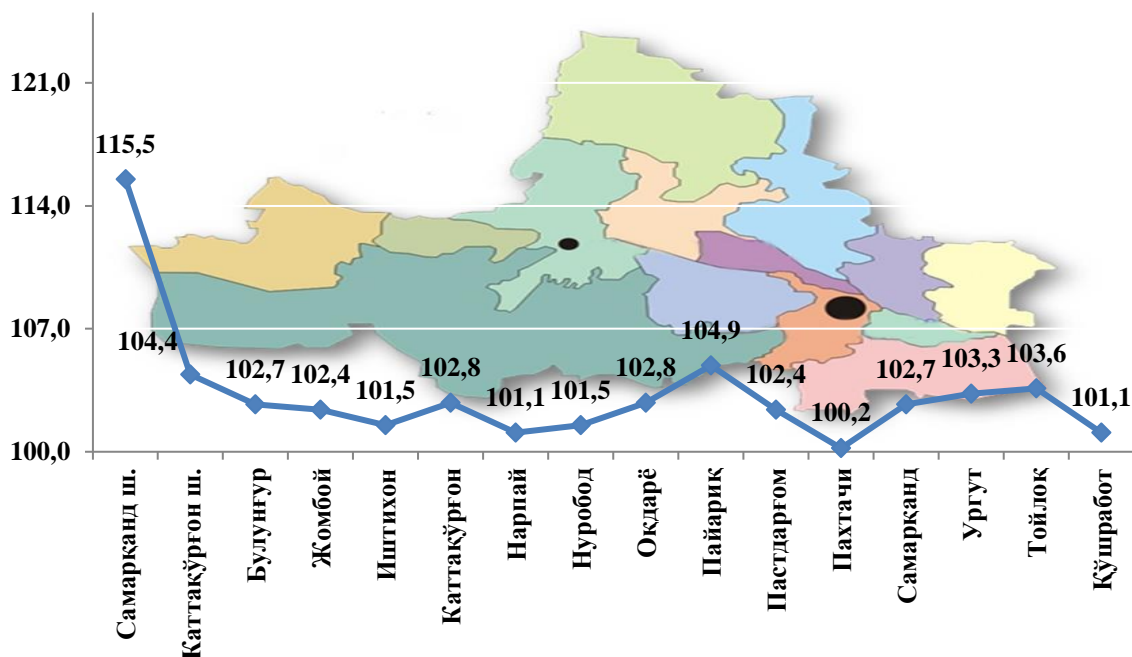 121,0
114,0
107,0
100,0
115,5
104,4
102,7
102,4
101,5
102,8
101,1
101,5
102,8
104,9
102,4
100,2
102,7
103,3
103,6
101,1
Самарқанд ш.
Каттақўрғон ш.
Булунғур
Жомбой
Иштихон
Каттақўрғон
Нарпай
Нуробод
Оқдарё
Пайариқ
Пастдарғом
Пахтачи
Самарқанд
Ургут
Тойлоқ
Қўшработ